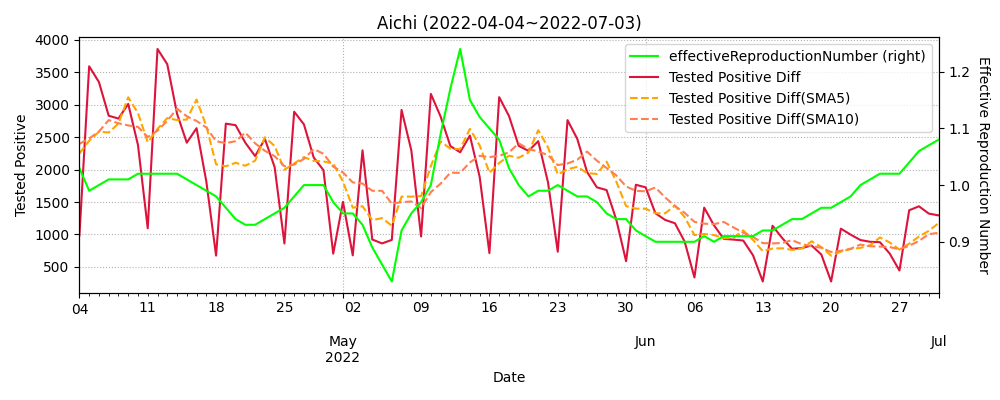 Aichi (2022-04-04~2022-07-03)
effectiveReproductionNumber (right)
Tested Positive Diff
Tested Positive Diff(SMA5)
Tested Positive Diff(SMA10)
Tested Positive
4000
3500
3000
2500
2000
1500
1000
500
1.2
1.1
1.0
0.9
Effective Reproduction Number
04 11 18 25 02 09 16 23 30 06 13 20 27
May Jun Jul
2022
Date